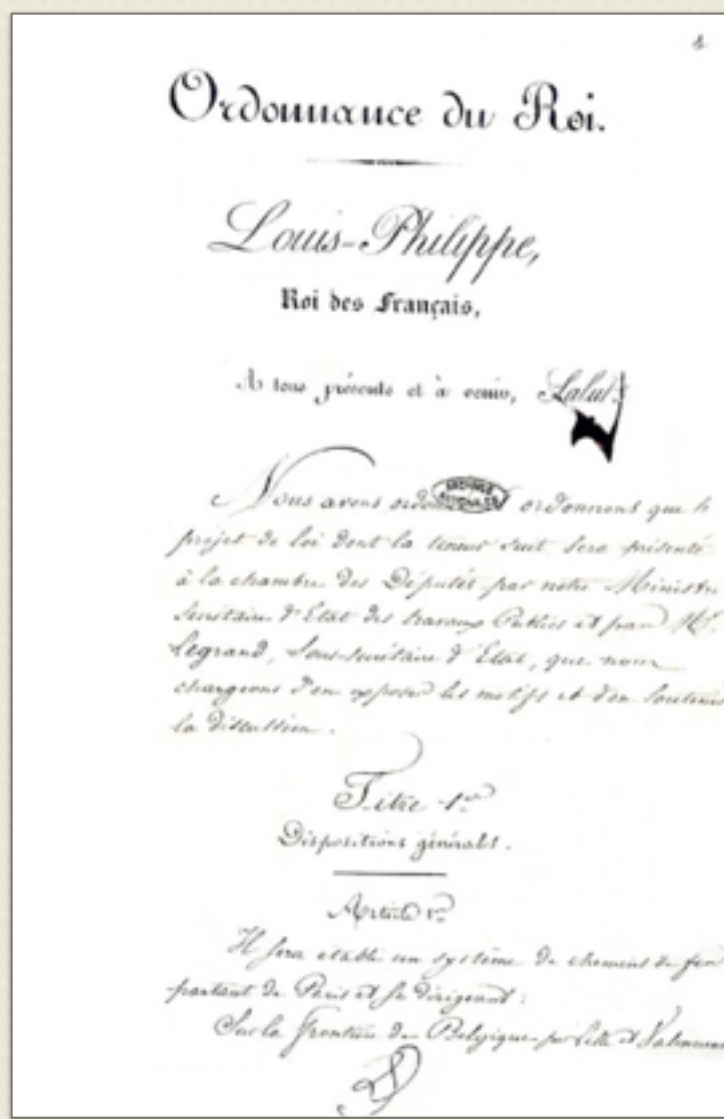 Ordonnance du Roi.
Louis-Philippe,
Roi des Français,
A tous présents et à venir, Salut.
Nous avons ordonné et ordonnons que le
projet de loi dont la teneur suit sera présenté
à la chambre des Députés par notre Ministre
Secrétaire d'Etat des travaux Publics et par Mr.
Legrand, Sous-Secrétaire d'Etat, que nous
chargeons d'en exposer les motifs et d'en soutenir
la discussion.
Titre 1er
Dispositions générales.
Article 1er
Il sera établi un système de chemins de fer
partant de Paris et se dirigeant :
Sur la frontière de Belgique par Lille et Valenciennes